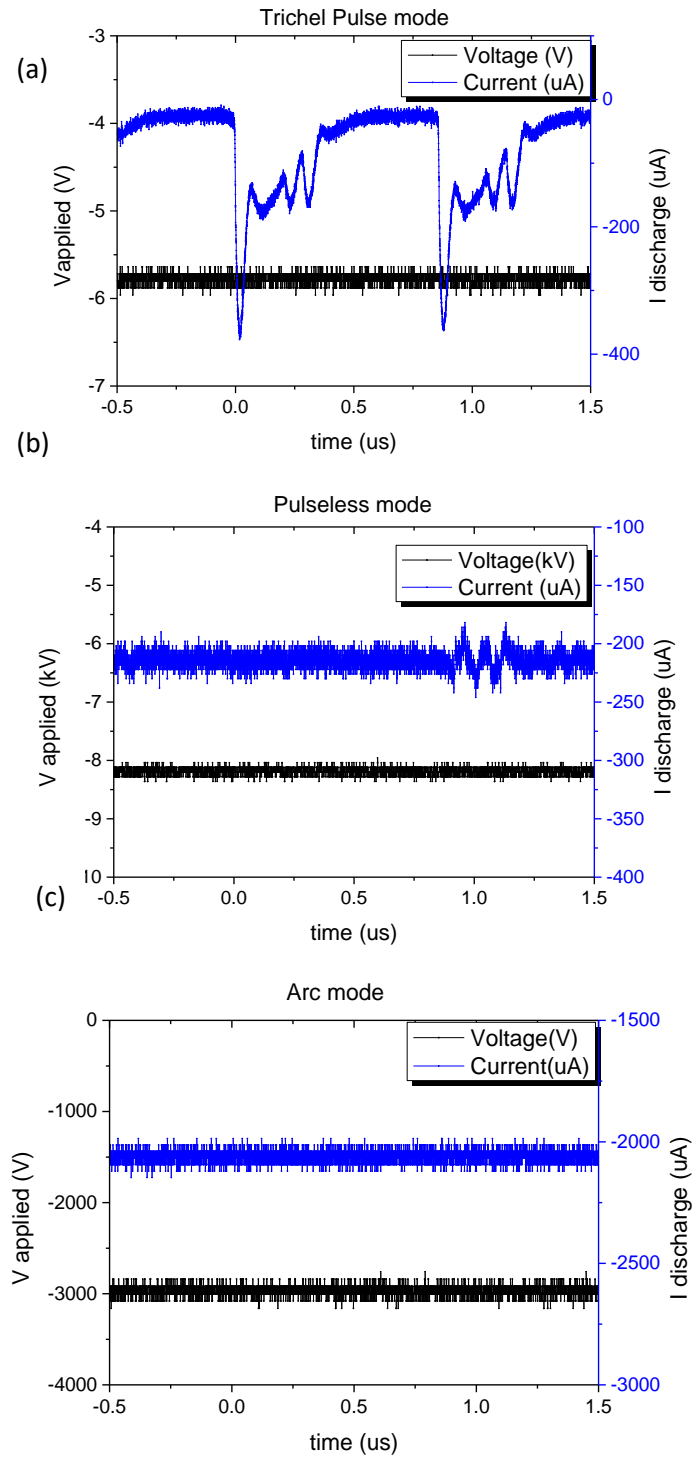 Trichel Pulse mode
(a)
Voltage (V)
Current (uA)
-3
-4
-5
-6
-7
Vapplied (V)
0
-200
-400
I discharge (uA)
-0.5 0.0 0.5 1.0 1.5
time (us)
(b)
Pulseless mode
Voltage(kV)
Current (uA)
-4
-5
-6
-7
-8
-9
10
V applied (kV)
-100
-150
-200
-250
-300
-350
-400
I discharge (uA)
-0.5 0.0 0.5 1.0 1.5
time (us)
(c)
Arc mode
Voltage(V)
Current(uA)
0
-1000
-2000
-3000
-4000
V applied (V)
-1500
-2000
-2500
-3000
I discharge (uA)
-0.5 0.0 0.5 1.0 1.5
time (us)